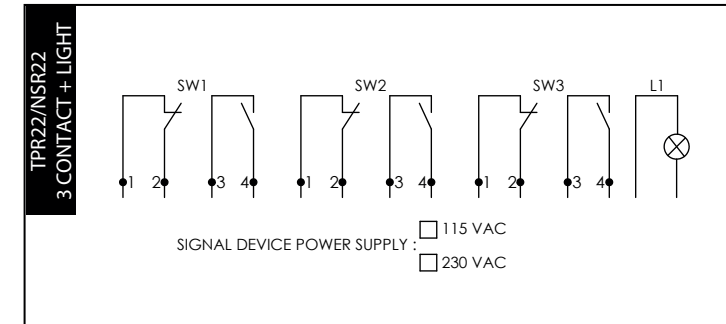 TPR22/NSR22
3 CONTACT + LIGHT
SW1 SW2 SW3 L1
1 2 3 4 1 2 3 4 1 2 3 4
115 VAC
SIGNAL DEVICE POWER SUPPLY :
230 VAC